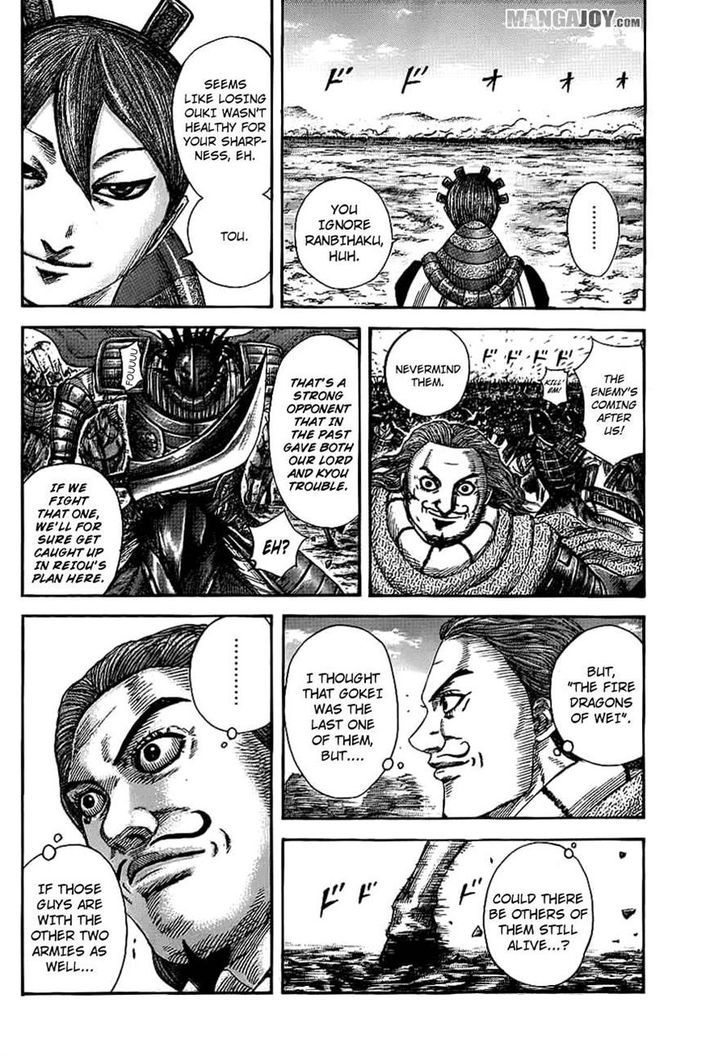 MANGAJOY.COM
ド ド オ オ オ
.........
YOU
IGNORE
RANBIHAKU,
HUH.
SEEMS
LIKE LOSING
OUKI WASN'T
HEALTHY FOR
YOUR SHARP-
NESS, EH.
TOU.
THE
ENEMY'S
COMING
AFTER
US!
KILL
EM!
ド ド ド ド
NEVERMIND
THEM.
THAT'S A
STRONG
OPPONENT
THAT IN
THE PAST
GAVE BOTH
OUR LORD
AND KYOU
TROUBLE.
EH?
FOUUUU
IF WE
FIGHT
THAT ONE,
WE'LL FOR
SURE GET
CAUGHT UP
IN REIOU'S
PLAN HERE.
BUT,
"THE FIRE
DRAGONS
OF WEI".
I THOUGHT
THAT GOKEI
WAS THE
LAST ONE
OF THEM,
BUT....
COULD THERE
BE OTHERS OF
THEM STILL
ALIVE...?
ド ド ド ド
.........
IF THOSE
GUYS ARE
WITH THE
OTHER TWO
ARMIES AS
WELL...